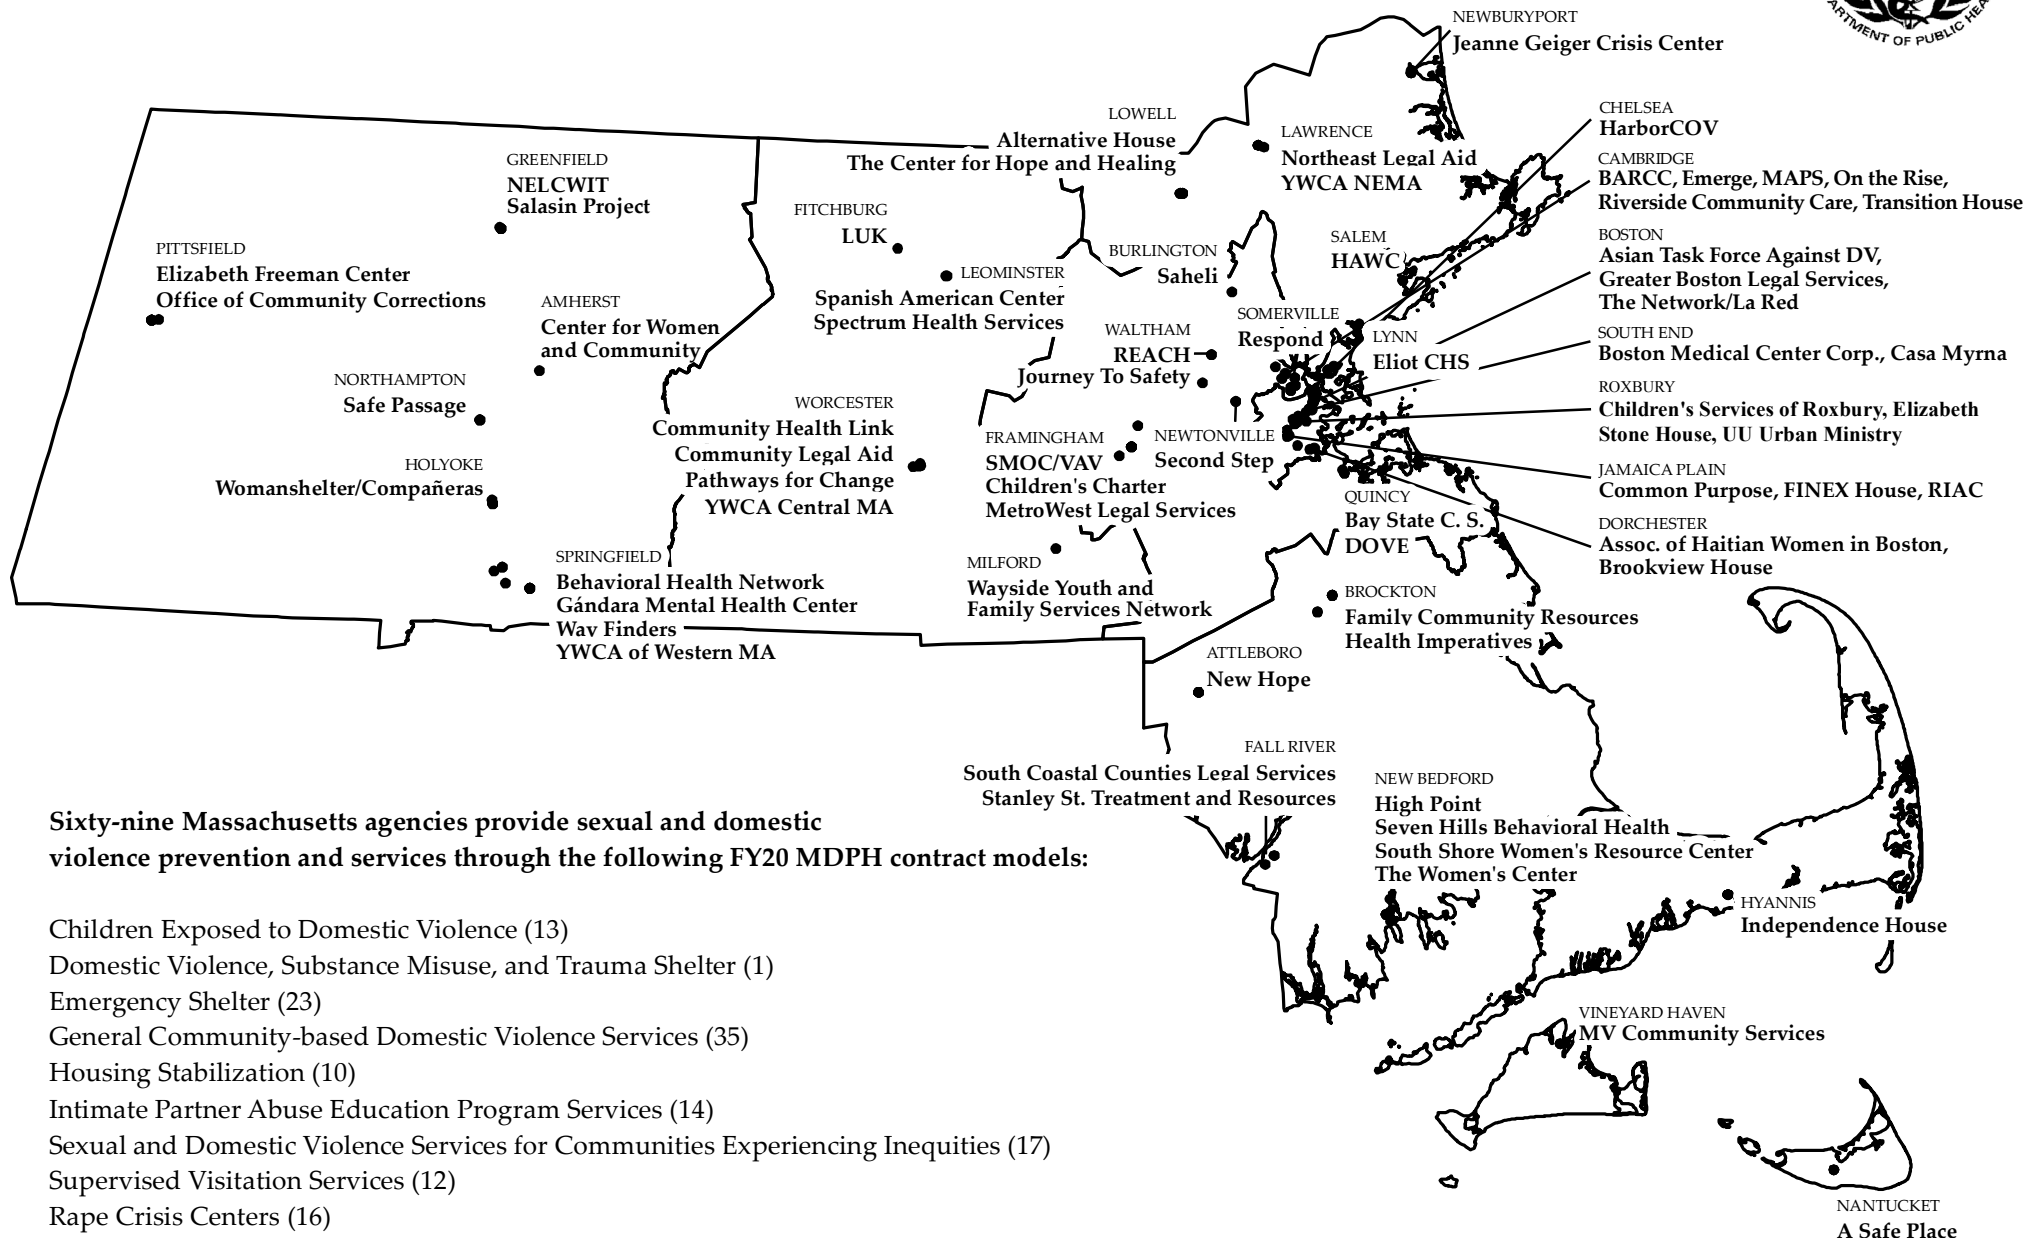 ARTMENT OF PUBLIC HEA
NEWBURYPORT
Jeanne Geiger Crisis Center
LOWELL
Alternative House
The Center for Hope and Healing
LAWRENCE
Northeast Legal Aid
YWCA NEMA
CHELSEA
HarborCOV
CAMBRIDGE
BARCC, Emerge, MAPS, On the Rise,
Riverside Community Care, Transition House
GREENFIELD
NELCWIT
Salasin Project
FITCHBURG
LUK
BURLINGTON
Saheli
SALEM
HAWC
BOSTON
Asian Task Force Against DV,
Greater Boston Legal Services,
The Network/La Red
PITTSFIELD
Elizabeth Freeman Center
Office of Community Corrections
LEOMINSTER
Spanish American Center
Spectrum Health Services
AMHERST
Center for Women
and Community
SOMERVILLE
Respond
LYNN
Eliot CHS
WALTHAM
REACH
Journey To Safety
SOUTH END
Boston Medical Center Corp., Casa Myrna
NORTHAMPTON
Safe Passage
ROXBURY
Children's Services of Roxbury, Elizabeth
Stone House, UU Urban Ministry
WORCESTER
Community Health Link
Community Legal Aid
Pathways for Change
YWCA Central MA
FRAMINGHAM
SMOC/VAV
Children's Charter
MetroWest Legal Services
NEWTONVILLE
Second Step
HOLYOKE
Womanshelter/Compañeras
JAMAICA PLAIN
Common Purpose, FINEX House, RIAC
QUINCY
Bay State C. S.
DOVE
DORCHESTER
Assoc. of Haitian Women in Boston,
Brookview House
SPRINGFIELD
Behavioral Health Network
Gándara Mental Health Center
Way Finders
YWCA of Western MA
MILFORD
Wayside Youth and
Family Services Network
BROCKTON
Family Community Resources
Health Imperatives
ATTLEBORO
New Hope
FALL RIVER
South Coastal Counties Legal Services
Stanley St. Treatment and Resources
NEW BEDFORD
High Point
Seven Hills Behavioral Health
South Shore Women's Resource Center
The Women's Center
HYANNIS
Independence House
VINEYARD HAVEN
MV Community Services
NANTUCKET
A Safe Place
Sixty-nine Massachusetts agencies provide sexual and domestic
violence prevention and services through the following FY20 MDPH contract models:
Children Exposed to Domestic Violence (13)
Domestic Violence, Substance Misuse, and Trauma Shelter (1)
Emergency Shelter (23)
General Community-based Domestic Violence Services (35)
Housing Stabilization (10)
Intimate Partner Abuse Education Program Services (14)
Sexual and Domestic Violence Services for Communities Experiencing Inequities (17)
Supervised Visitation Services (12)
Rape Crisis Centers (16)